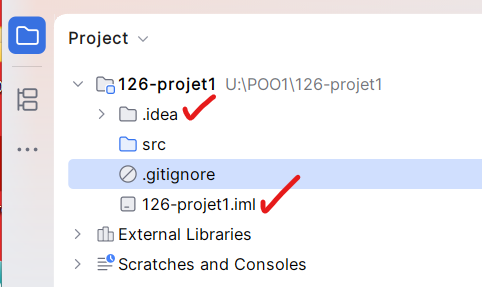 Project
126-projet1 U:\POO1\126-projet1
.idea
src
.gitignore
126-projet1.iml
External Libraries
Scratches and Consoles